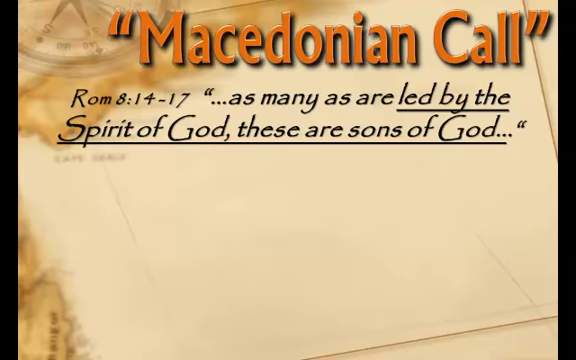 “Macedonian Call”
Rom 8:14-17 “...as many as are led by the
Spirit of God, these are sons of God...“